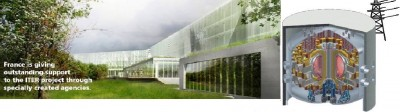 France is giving
outstanding support
to the ITER project through
specially created agencies